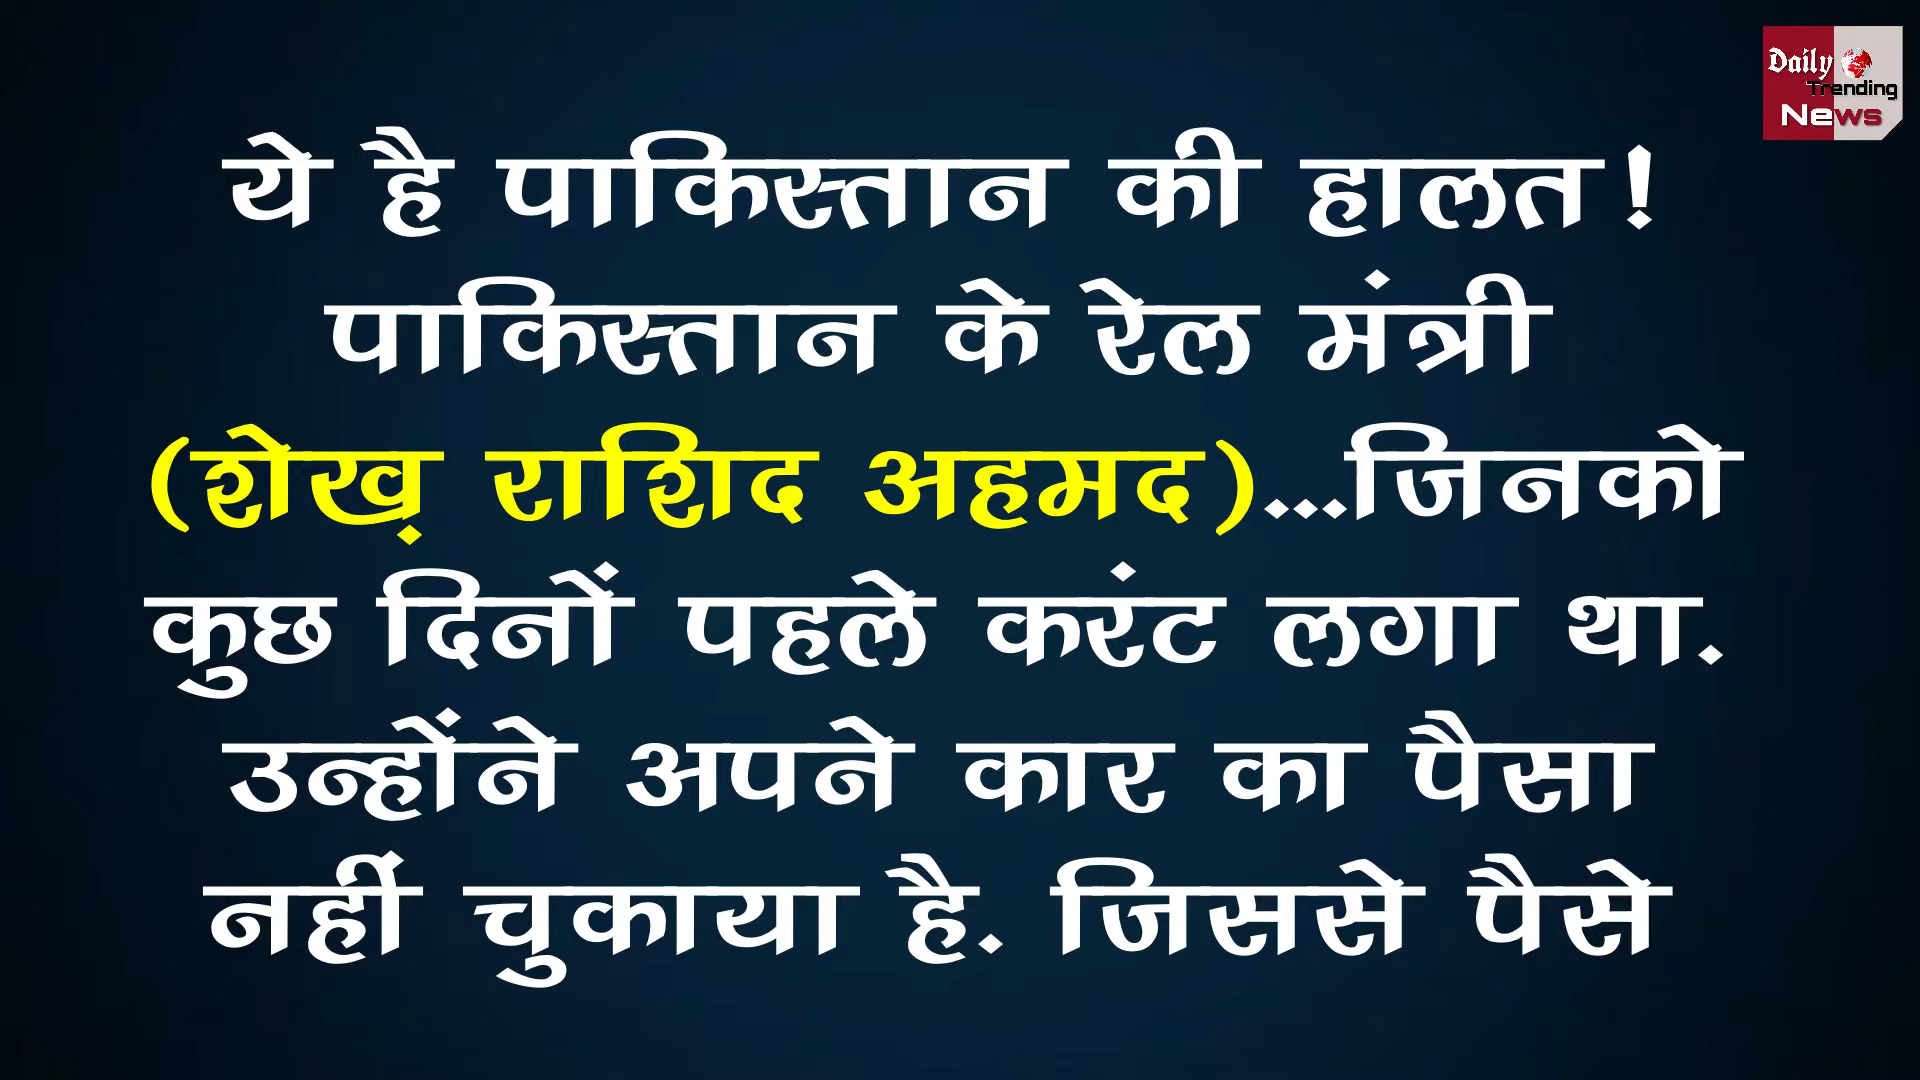 Daily
Trending
News
ये है पाकिस्तान की हालत!
पाकिस्तान के रेल मंत्री
(शेख़ राशिद अहमद)...जिनको
कुछ दिनों पहले करंट लगा था.
उन्होंने अपने कार का पैसा
नहीं चुकाया है. जिससे पैसे